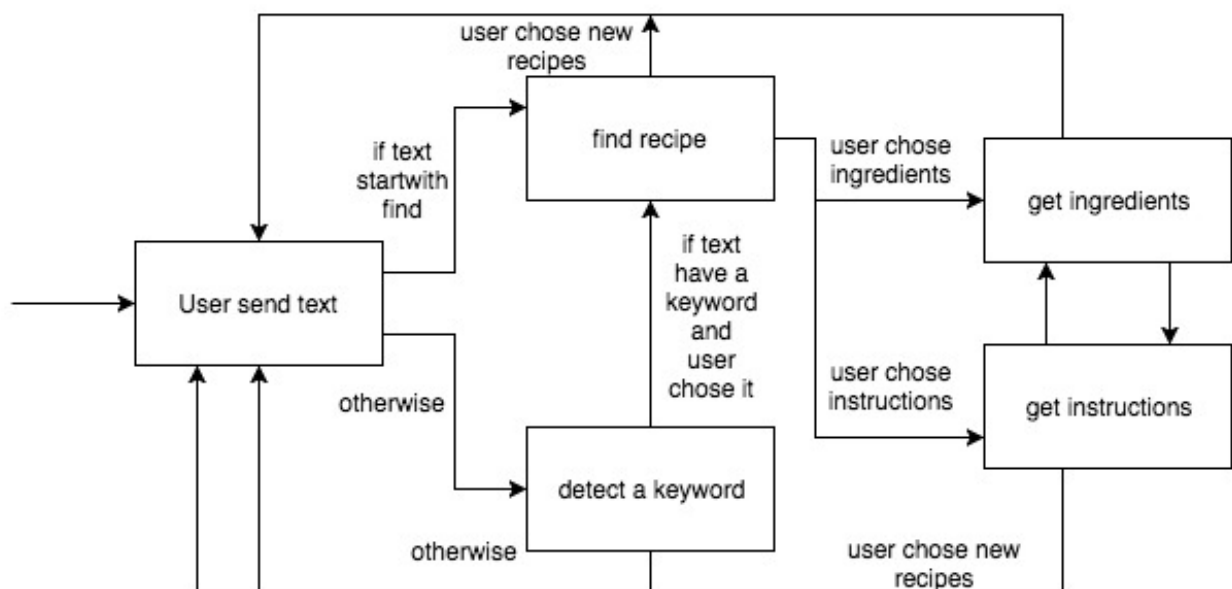 user chose new
recipes
find recipe
if text
startwith
find
user chose
ingredients
get ingredients
User send text
if text
have a
keyword
and
user
chose it
otherwise
user chose
instructions
get instructions
detect a keyword
otherwise
user chose new
recipes